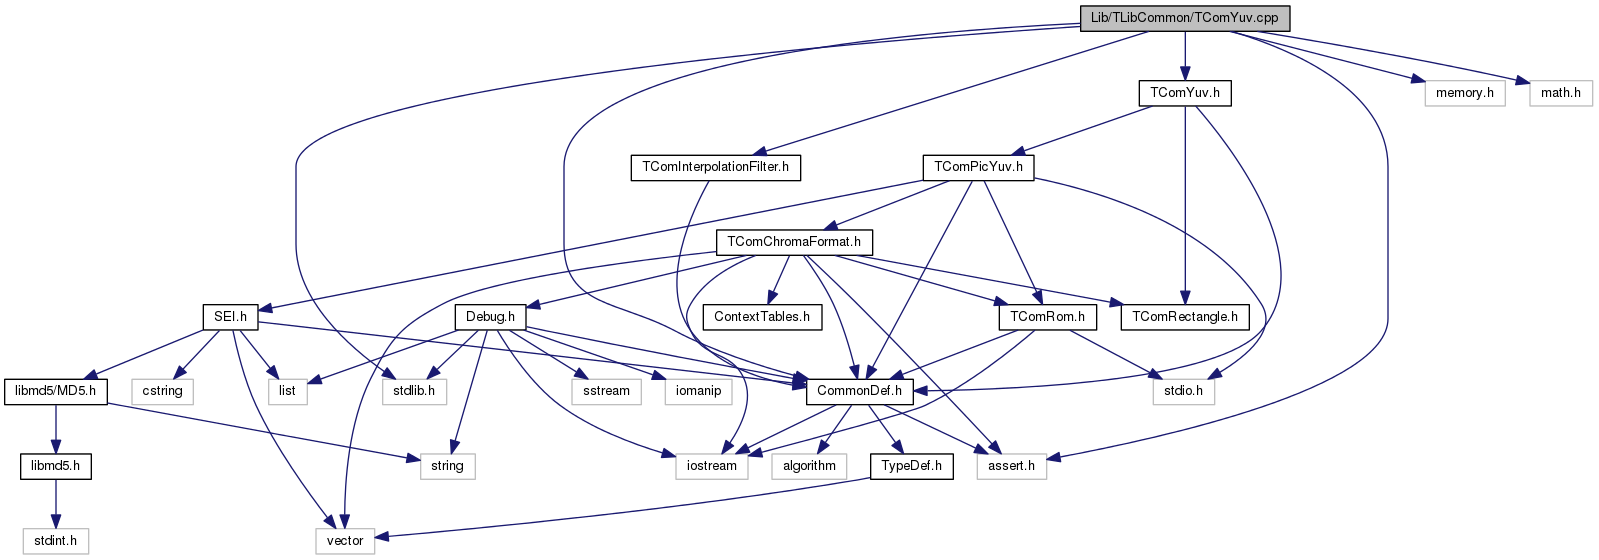 Lib/TLibCommon/TComYuv.cpp
TComYuv.h
memory.h
math.h
TComInterpolationFilter.h
TComPicYuv.h
TComChromaFormat.h
SEI.h
Debug.h
ContextTables.h
TComRom.h
TComRectangle.h
libmd5/MD5.h
cstring
list
stdlib.h
sstream
iomanip
CommonDef.h
stdio.h
libmd5.h
string
iostream
algorithm
TypeDef.h
assert.h
stdint.h
vector